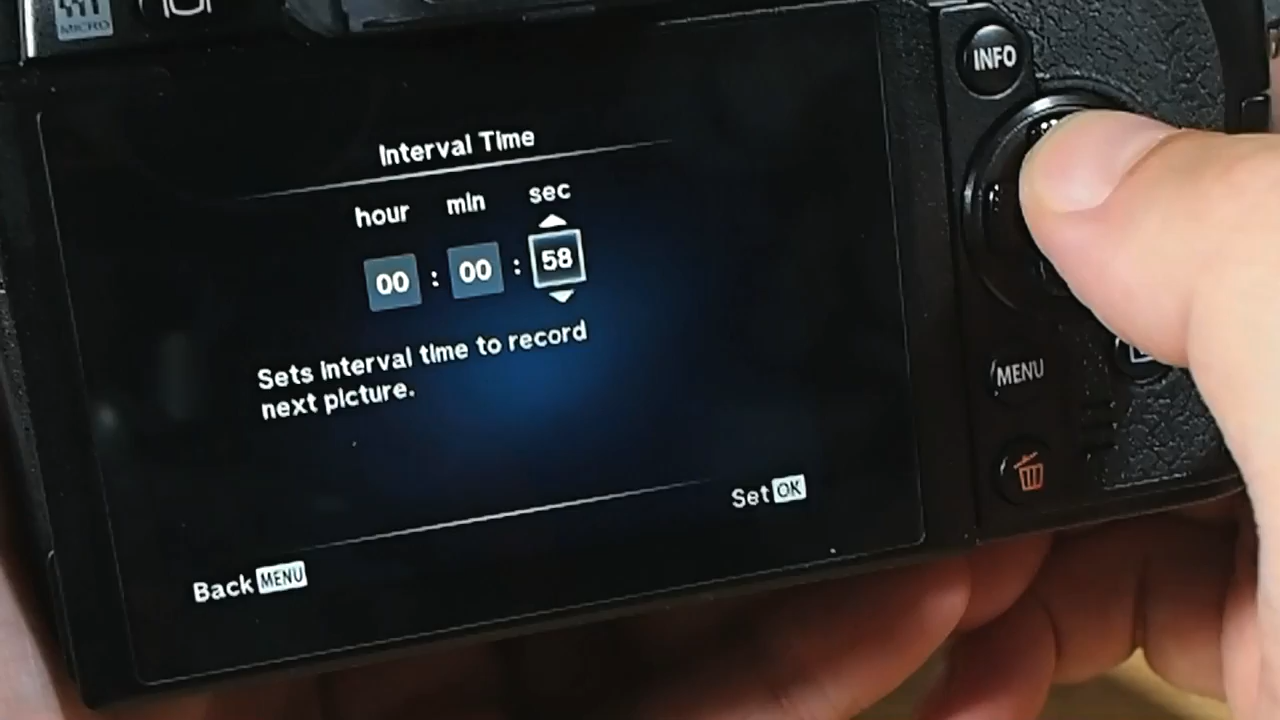 MICRO
INFO
Interval Time
hour min sec
00 : 00 : 58
Sets interval time to record
next picture.
Set OK
Back MENU
MENU